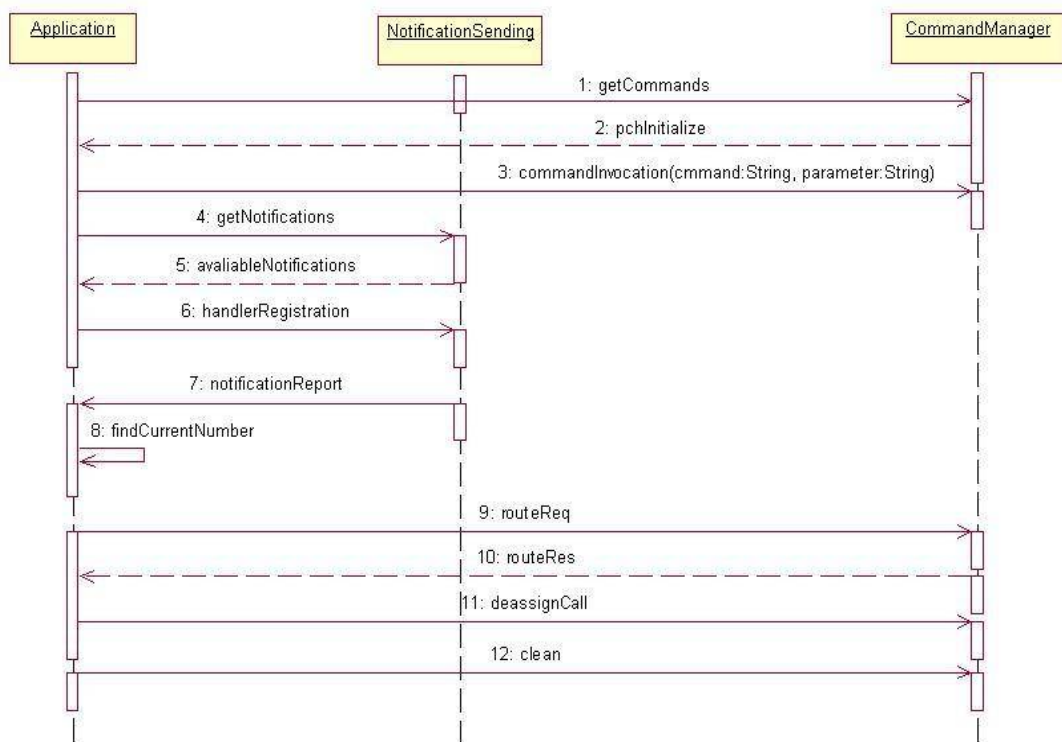 Application
NotificationSending
CommandManager
1: getCommands
2: pchInitialize
3: commandInvocation(cmmand:String, parameter:String)
4: getNotifications
5: avaliableNotifications
6: handlerRegistration
7: notificationReport
8: findCurrentNumber
9: routeReq
10: routeRes
11: deassignCall
12: clean